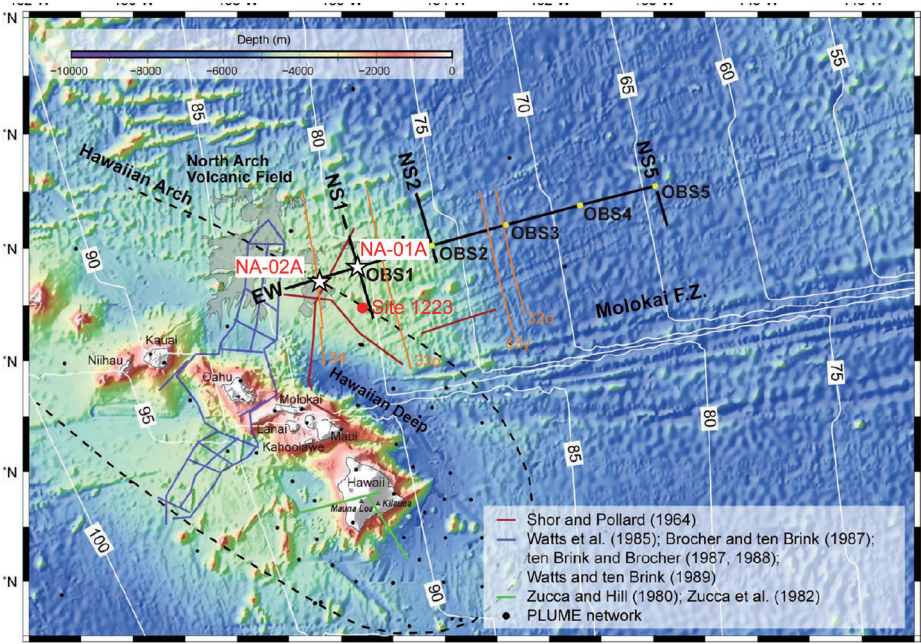 Depth (m)
−10000 −8000 −6000 −4000 −2000 0
85
80
75
70
65
60
55
North Arch
Volcanic Field
Hawaiian Arch
NS1
NS2
NS5
OBS5
OBS4
OBS3
OBS2
OBS1
NA-01A
NA-02A
EW
Site 1223
Molokai F.Z.
90
34
33o
33y
32o
Hawaiian Deep
Kauai
Niihau
Oahu
Molokai
Lanai
Maui
Kahoolawe
Hawaii
Mauna Loa
Kilauea
95
100
75
80
85
90
°N
°N
°N
°N
°N
°N
Shor and Pollard (1964)
Watts et al. (1985); Brocher and ten Brink (1987);
ten Brink and Brocher (1987, 1988);
Watts and ten Brink (1989)
Zucca and Hill (1980); Zucca et al. (1982)
PLUME network